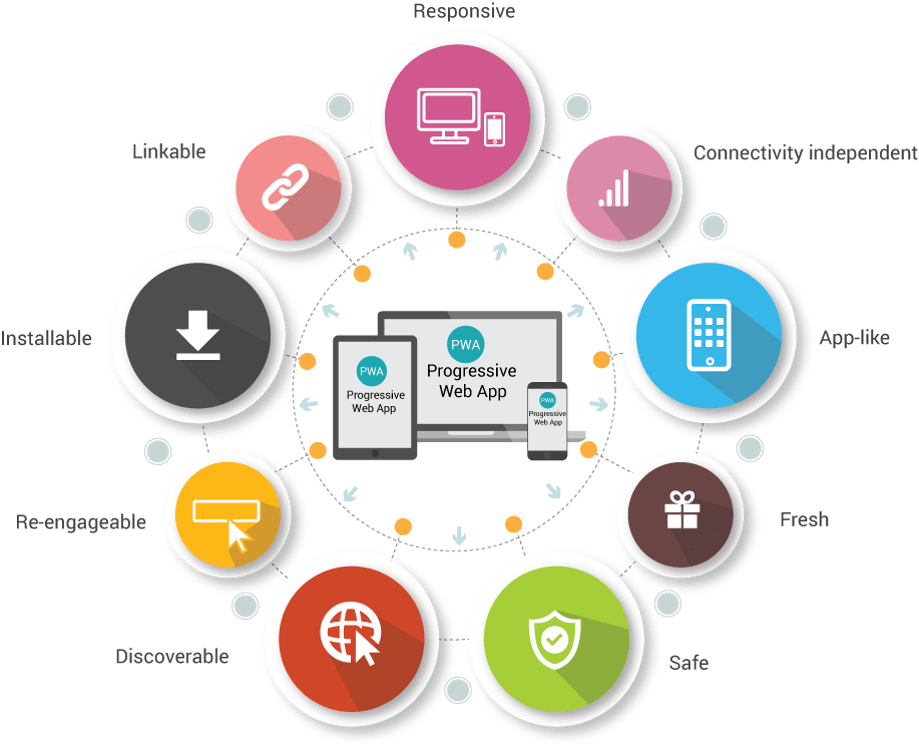 Responsive
Linkable
Connectivity independent
Installable
App-like
PWA
Progressive
Web App
PWA
Progressive
Web App
PWA
Progressive
Web App
Re-engageable
Fresh
Discoverable
Safe